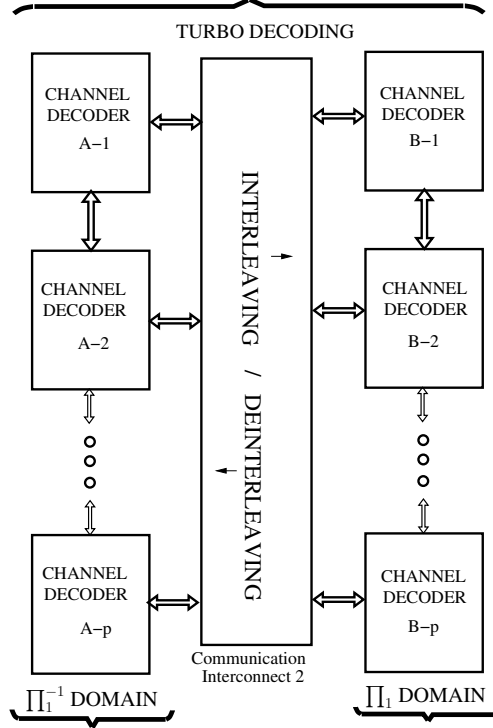 TURBO DECODING
CHANNEL
DECODER
A−1
CHANNEL
DECODER
B−1
INTERLEAVING / DEINTERLEAVING
CHANNEL
DECODER
A−2
CHANNEL
DECODER
B−2
CHANNEL
DECODER
A−p
CHANNEL
DECODER
B−p
Communication
Interconnect 2
∏₁⁻¹ DOMAIN
∏₁ DOMAIN